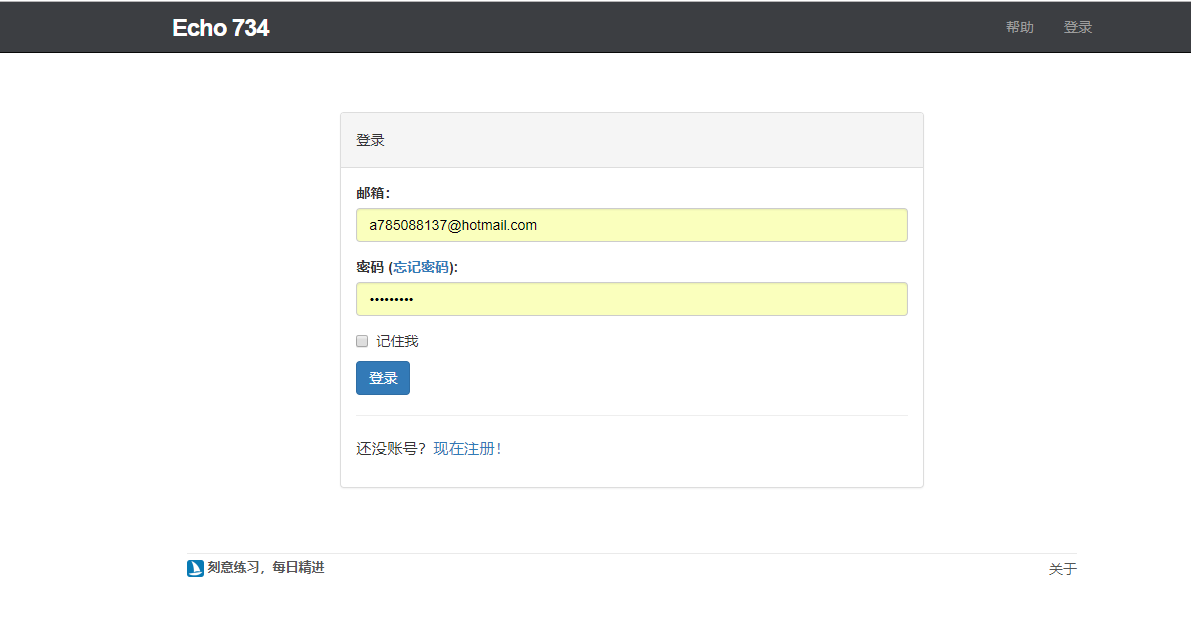 Echo 734
帮助
登录
登录
邮箱：
a785088137@hotmail.com
密码 (忘记密码):
•••••••••
记住我
登录
还没账号？现在注册！
刻意练习，每日精进
关于